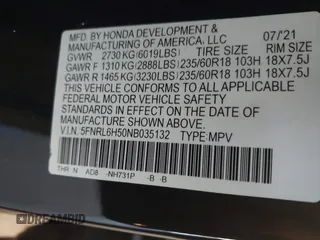 MFD. BY HONDA DEVELOPMENT & 07/'21
MANUFACTURING OF AMERICA, LLC
GVWR 2730 KG(6019LBS) TIRE SIZE RIM SIZE
GAWR F 1310 KG(2888LBS) 235/60R18 103H 18X7.5J
GAWR R 1465 KG(3230LBS) 235/60R18 103H 18X7.5J
THIS VEHICLE CONFORMS TO ALL APPLICABLE
FEDERAL MOTOR VEHICLE SAFETY
STANDARDS IN EFFECT ON THE DATE OF
MANUFACTURE SHOWN ABOVE.
V.I.N. 5FNRL6H50NB035132 TYPE:MPV
THR N AD8 -NH731P -B -B
DREAMBID